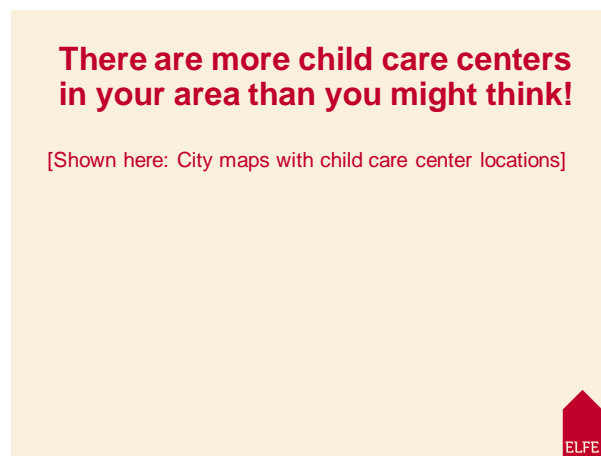 There are more child care centers
in your area than you might think!
[Shown here: City maps with child care center locations]
ELFE